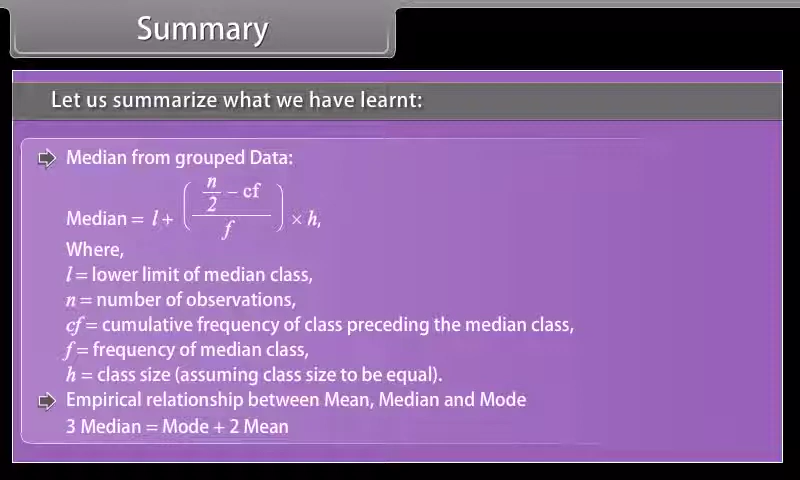 Summary
Let us summarize what we have learnt:
Median from grouped Data:
Median = l + ( (n/2 – cf) / f ) × h,
Where,
l = lower limit of median class,
n = number of observations,
cf = cumulative frequency of class preceding the median class,
f = frequency of median class,
h = class size (assuming class size to be equal).
Empirical relationship between Mean, Median and Mode
3 Median = Mode + 2 Mean